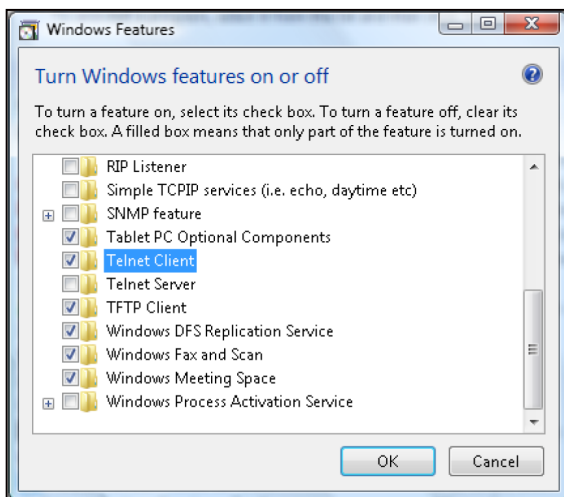 Windows Features
Turn Windows features on or off
To turn a feature on, select its check box. To turn a feature off, clear its
check box. A filled box means that only part of the feature is turned on.
RIP Listener
Simple TCPIP services (i.e. echo, daytime etc)
SNMP feature
Tablet PC Optional Components
Telnet Client
Telnet Server
TFTP Client
Windows DFS Replication Service
Windows Fax and Scan
Windows Meeting Space
Windows Process Activation Service
OK Cancel